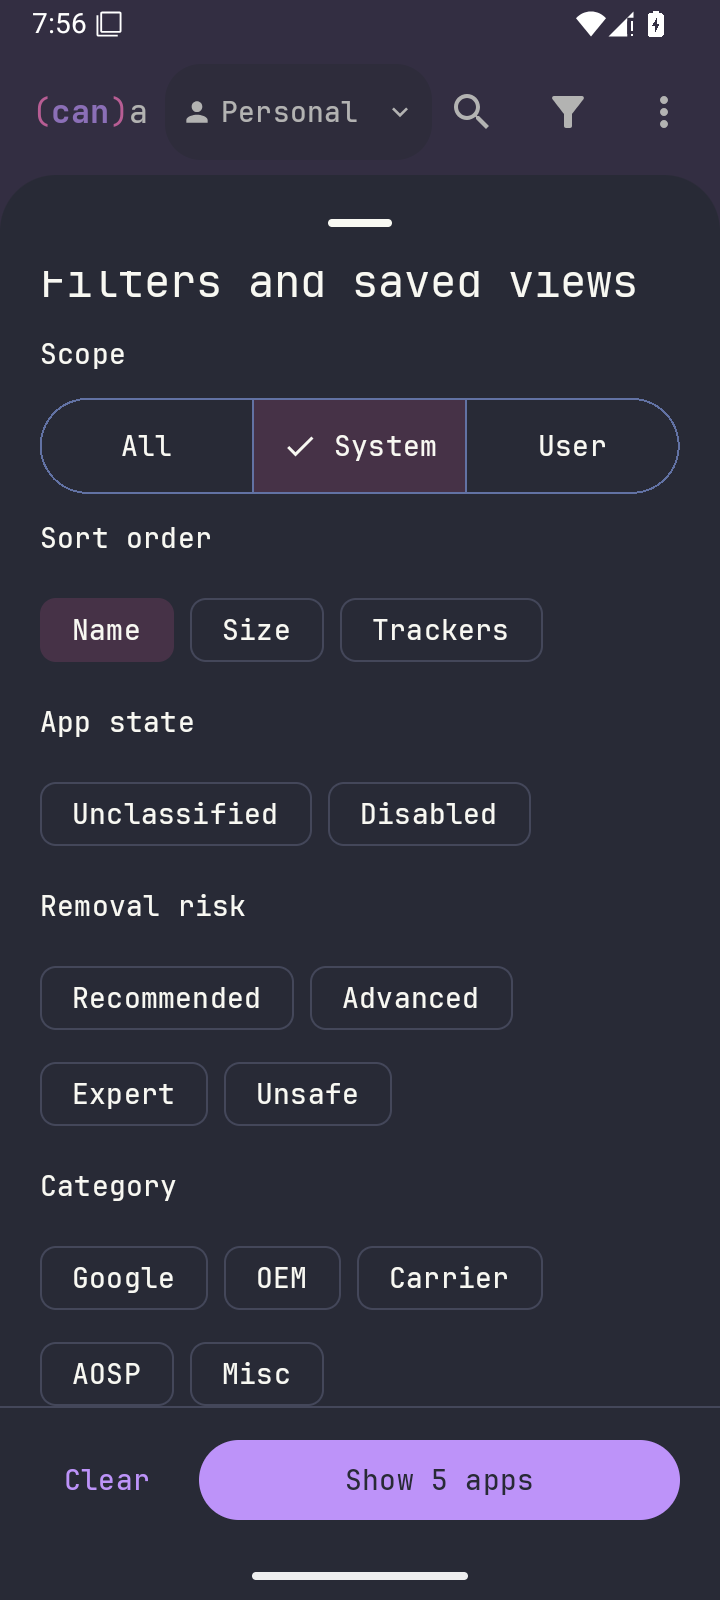 7:56
(can)a Personal
Filters and saved views
Scope
All System User
Sort order
Name Size Trackers
App state
Unclassified Disabled
Removal risk
Recommended Advanced
Expert Unsafe
Category
Google OEM Carrier
AOSP Misc
Clear Show 5 apps